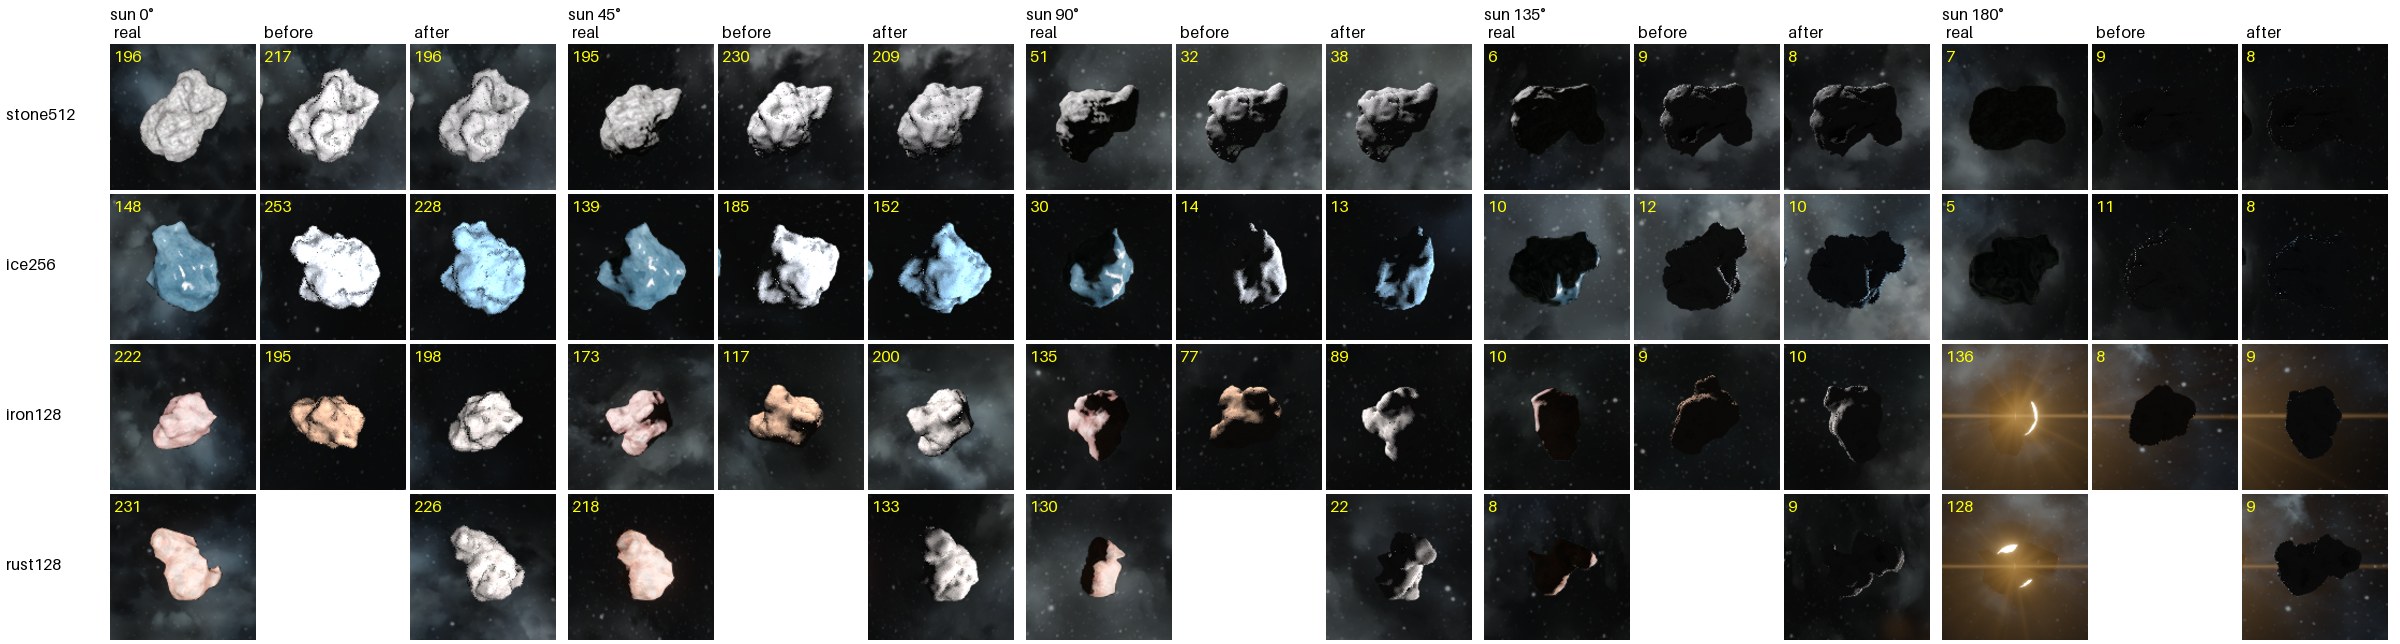 sun 0° sun 45° sun 90° sun 135° sun 180°
real before after real before after real before after real before after real before after
stone512 196 217 196 195 230 209 51 32 38 6 9 8 7 9 8
ice256 148 253 228 139 185 152 30 14 13 10 12 10 5 11 8
iron128 222 195 198 173 117 200 135 77 89 10 9 10 136 8 9
rust128 231 226 218 133 130 22 8 9 128 9